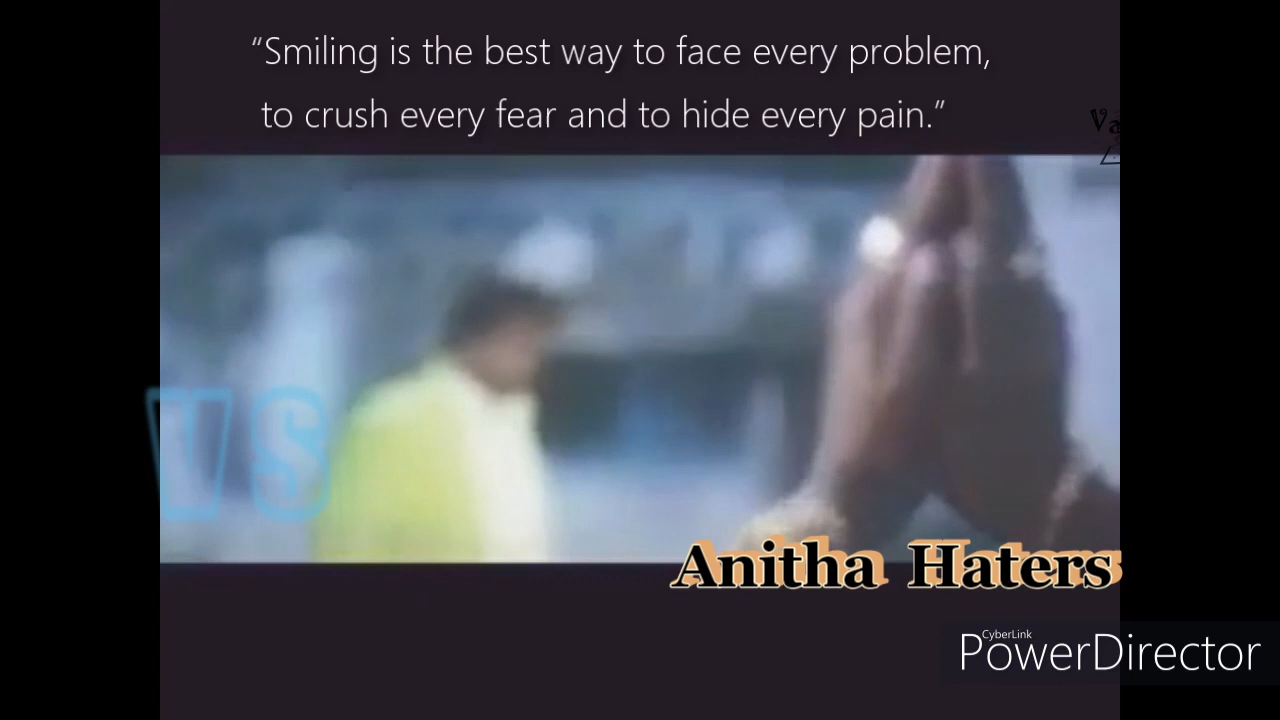 “Smiling is the best way to face every problem,
to crush every fear and to hide every pain.”
VS
Anitha Haters
CyberLink
PowerDirector